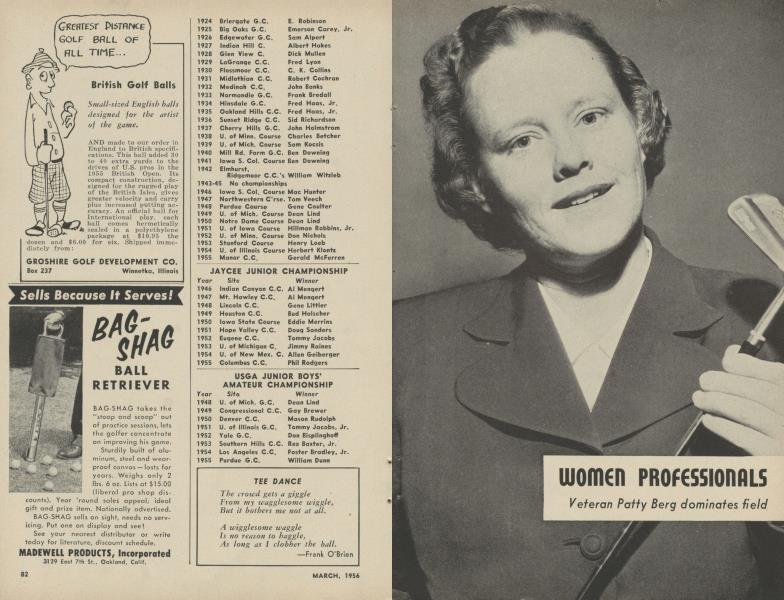 GREATEST DISTANCE
GOLF BALL OF
ALL TIME...
British Golf Balls
Small-sized English balls
designed for the artist
of the game.
AND made to our order in
England to British specifi-
cations. This ball added 30
to 40 extra yards to the
drives of U.S. pros in the
1955 British Open. Its
compact construction, de-
signed for the rugged play
of the British Isles, gives
greater velocity and carry
plus increased putting ac-
curacy. An official ball for
international play, each
ball comes hermetically
sealed in a polyethylene
package at $10.95 the
dozen and $6.00 for six. Shipped imme-
diately from:
GROSHIRE GOLF DEVELOPMENT CO.
Box 237 Winnetka, Illinois
Sells Because It Serves!
BAG-
SHAG
BALL
RETRIEVER
BAG-SHAG takes the
"stoop and scoop" out
of practice sessions, lets
the golfer concentrate
on improving his game.
Sturdily built of alu-
minum, steel and wear-
proof canvas—lasts for
years. Weighs only 2
lbs. 6 oz. Lists at $15.00
(liberal pro shop dis-
counts). Year 'round sales appeal; ideal
gift and prize item. Nationally advertised.
BAG-SHAG sells on sight, needs no serv-
icing. Put one on display and see!
See your nearest distributor or write
today for literature, discount schedule.
MADEWELL PRODUCTS, Incorporated
3129 East 7th St., Oakland, Calif.
82
1924 Briergate G.C. E. Robinson
1925 Big Oaks G.C. Emerson Carey, Jr.
1926 Edgewater G.C. Sam Alpert
1927 Indian Hill C. Albert Hakes
1928 Glen View C. Dick Mullen
1929 LaGrange C.C. Fred Lyon
1930 Flossmoor C.C. C. K. Collins
1931 Midlothian C.C. Robert Cochran
1932 Medinah C.C. John Banks
1933 Normandie G.C. Frank Bredall
1934 Hinsdale G.C. Fred Haas, Jr.
1935 Oakland Hills C.C. Fred Haas, Jr.
1936 Sunset Ridge C.C. Sid Richardson
1937 Cherry Hills G.C. John Holmstrom
1938 U. of Minn. Course Charles Betcher
1939 U. of Mich. Course Sam Kocsis
1940 Mill Rd. Farm G.C. Ben Downing
1941 Iowa S. Col. Course Ben Downing
1942 Elmhurst,
Ridgemoor C.C.'s William Witzleb
1943-45 No championships
1946 Iowa S. Col. Course Mac Hunter
1947 Northwestern C'rse. Tom Veech
1948 Purdue Course Gene Coulter
1949 U. of Mich. Course Dean Lind
1950 Notre Dame Course Dean Lind
1951 U. of Iowa Course Hillman Robbins, Jr.
1952 U. of Minn. Course Don Nichols
1953 Stanford Course Henry Loeb
1954 U. of Illinois Course Herbert Klontz
1955 Manor C.C. Gerald McFerren
JAYCEE JUNIOR CHAMPIONSHIP
Year Site Winner
1946 Indian Canyon C.C. Al Mengert
1947 Mt. Hawley C.C. Al Mengert
1948 Lincoln C.C. Gene Littler
1949 Houston C.C. Bud Holscher
1950 Iowa State Course Eddie Merrins
1951 Hope Valley C.C. Doug Sanders
1952 Eugene C.C. Tommy Jacobs
1953 U. of Michigan C. Jimmy Raines
1954 U. of New Mex. C. Allen Geiberger
1955 Columbus C.C. Phil Rodgers
USGA JUNIOR BOYS'
AMATEUR CHAMPIONSHIP
Year Site Winner
1948 U. of Mich. G.C. Dean Lind
1949 Congressional C.C. Gay Brewer
1950 Denver C.C. Mason Rudolph
1951 U. of Illinois G.C. Tommy Jacobs, Jr.
1952 Yale G.C. Don Bisplinghoff
1953 Southern Hills C.C. Rex Baxter, Jr.
1954 Los Angeles C.C. Foster Bradley, Jr.
1955 Purdue G.C. William Dunn
TEE DANCE
The crowd gets a giggle
From my wagglesome wiggle,
But it bothers me not at all.
A wigglesome waggle
Is no reason to haggle,
As long as I clobber the ball.
—Frank O'Brien
MARCH, 1956
WOMEN PROFESSIONALS
Veteran Patty Berg dominates field